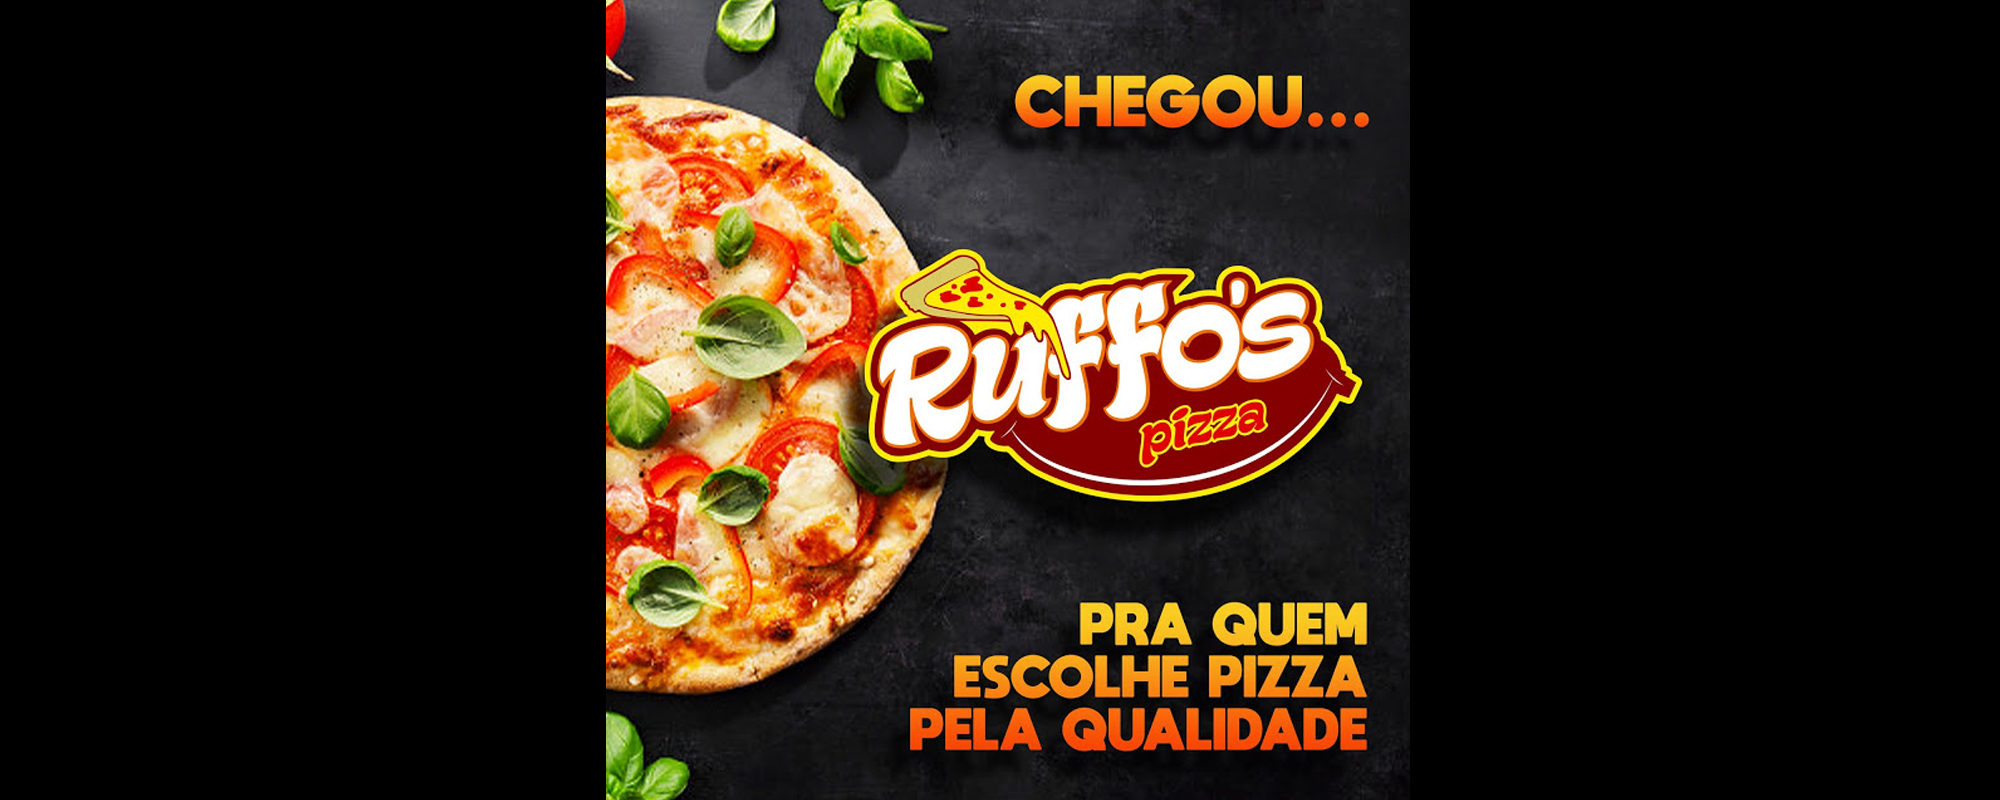 CHEGOU...
Ruffo's
pizza
PRA QUEM
ESCOLHE PIZZA
PELA QUALIDADE